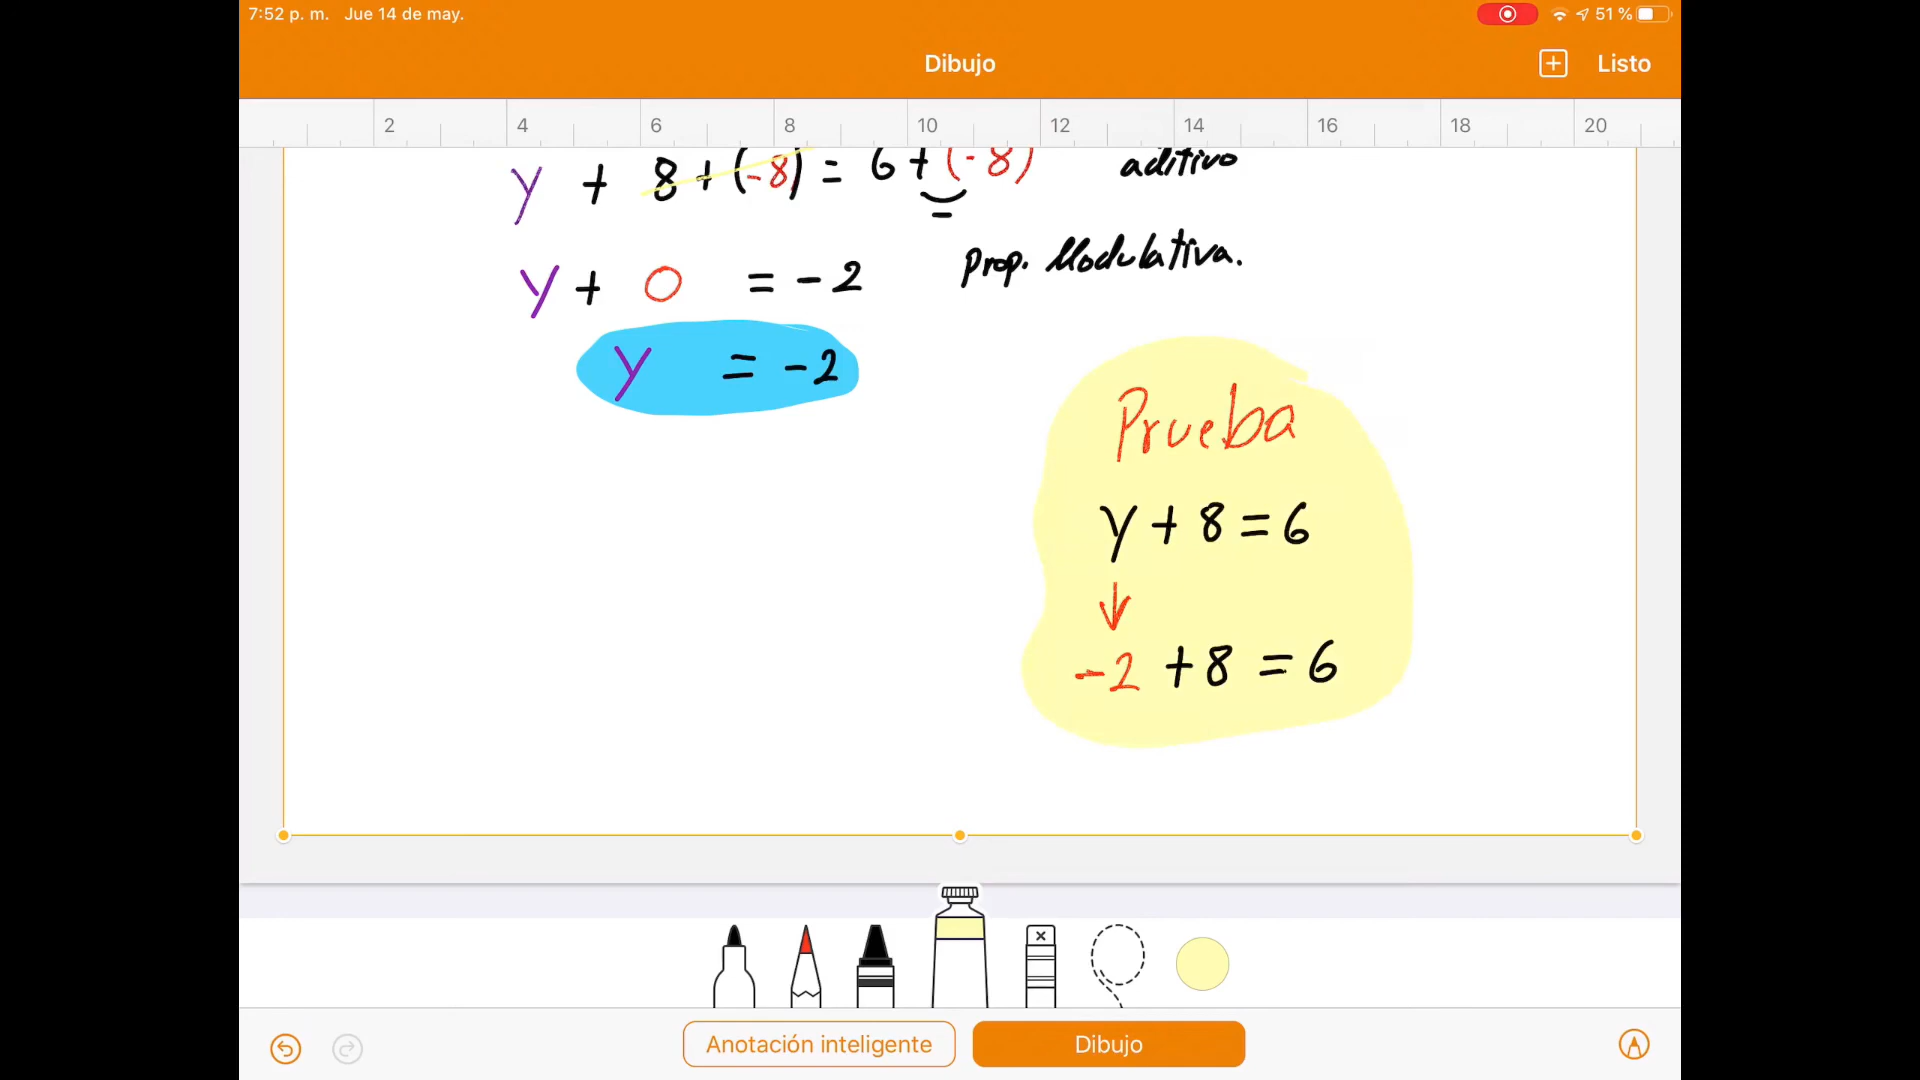 7:52 p. m. Jue 14 de may. 51 %
Dibujo
Listo
2 4 6 8 10 12 14 16 18 20
y + 8 + (-8) = 6 + (-8) aditivo
y + 0 = -2 Prop. Modulativa.
y = -2
Prueba
y + 8 = 6
-2 + 8 = 6
Anotación inteligente Dibujo